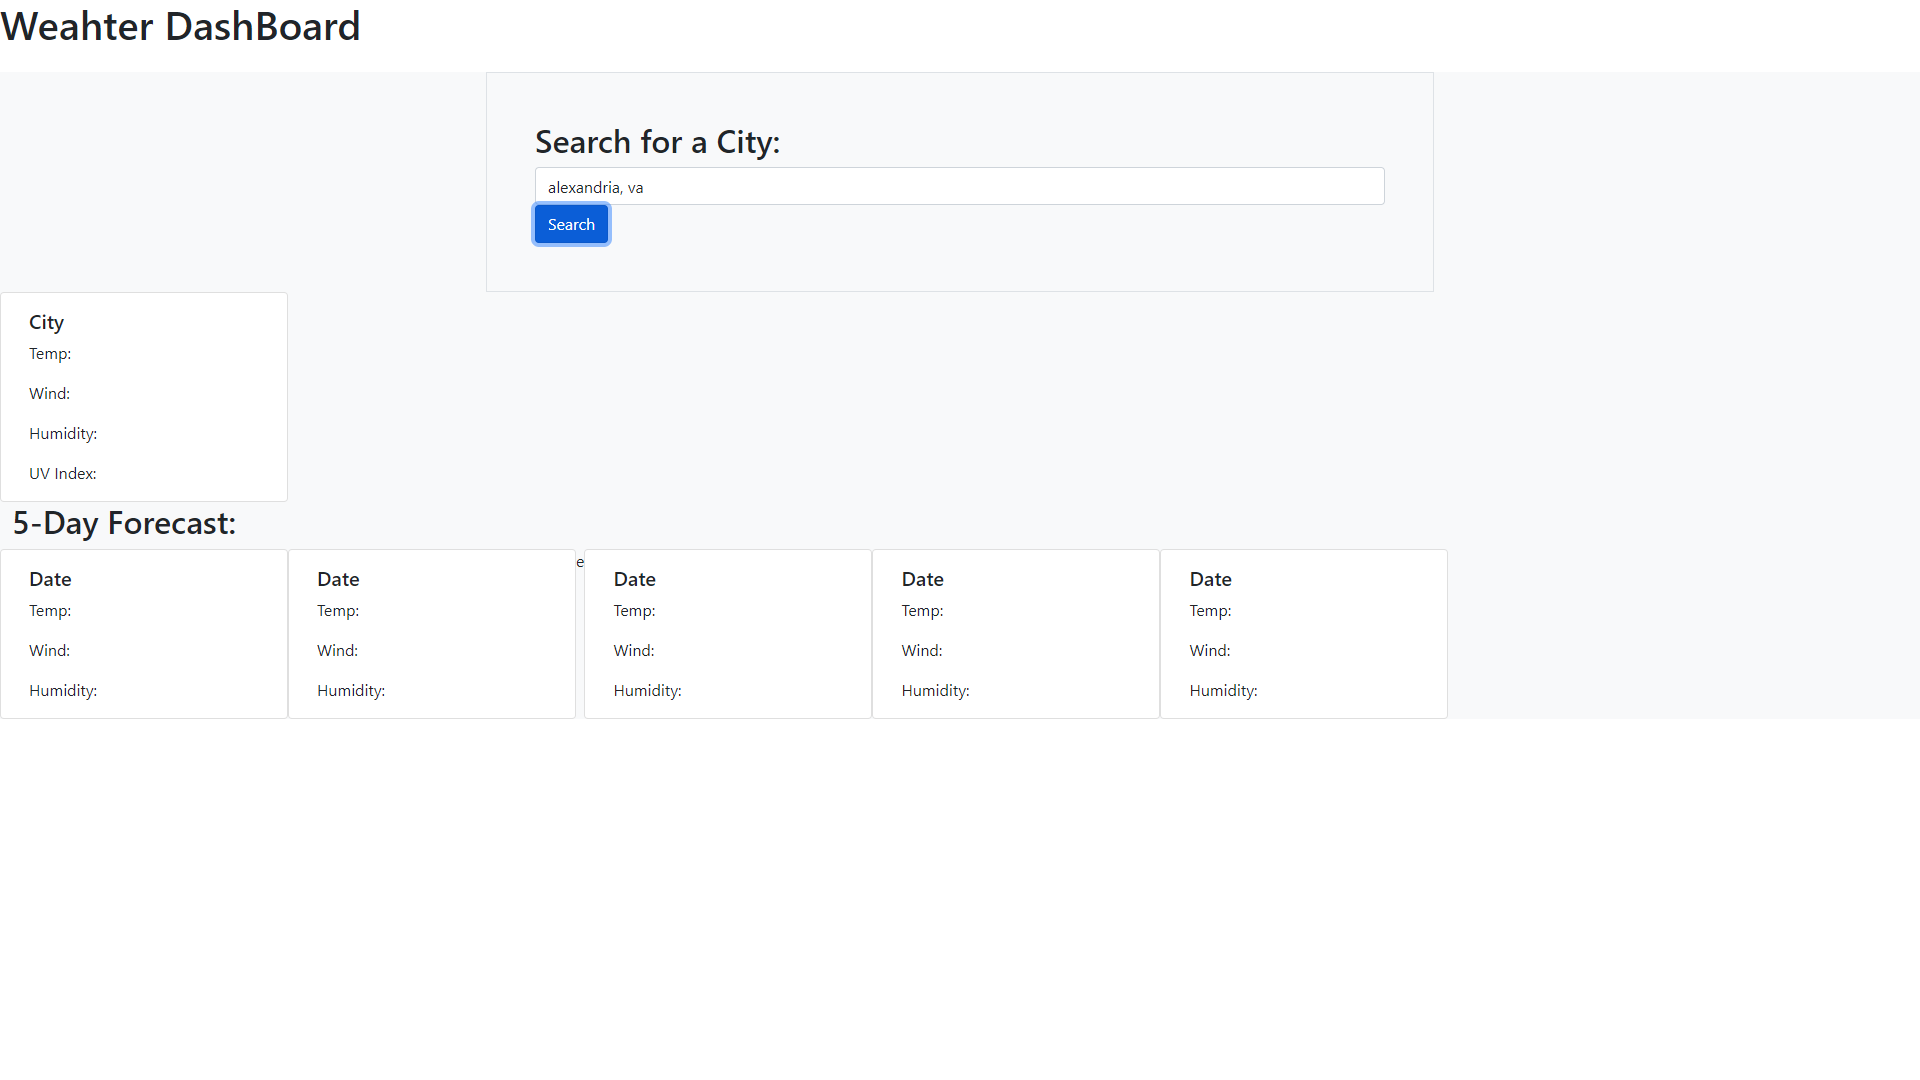 Weahter DashBoard
Search for a City:
alexandria, va
Search
City
Temp:
Wind:
Humidity:
UV Index:
5-Day Forecast:
Date
Temp:
Wind:
Humidity:
Date
Temp:
Wind:
Humidity:
e
Date
Temp:
Wind:
Humidity:
Date
Temp:
Wind:
Humidity:
Date
Temp:
Wind:
Humidity: